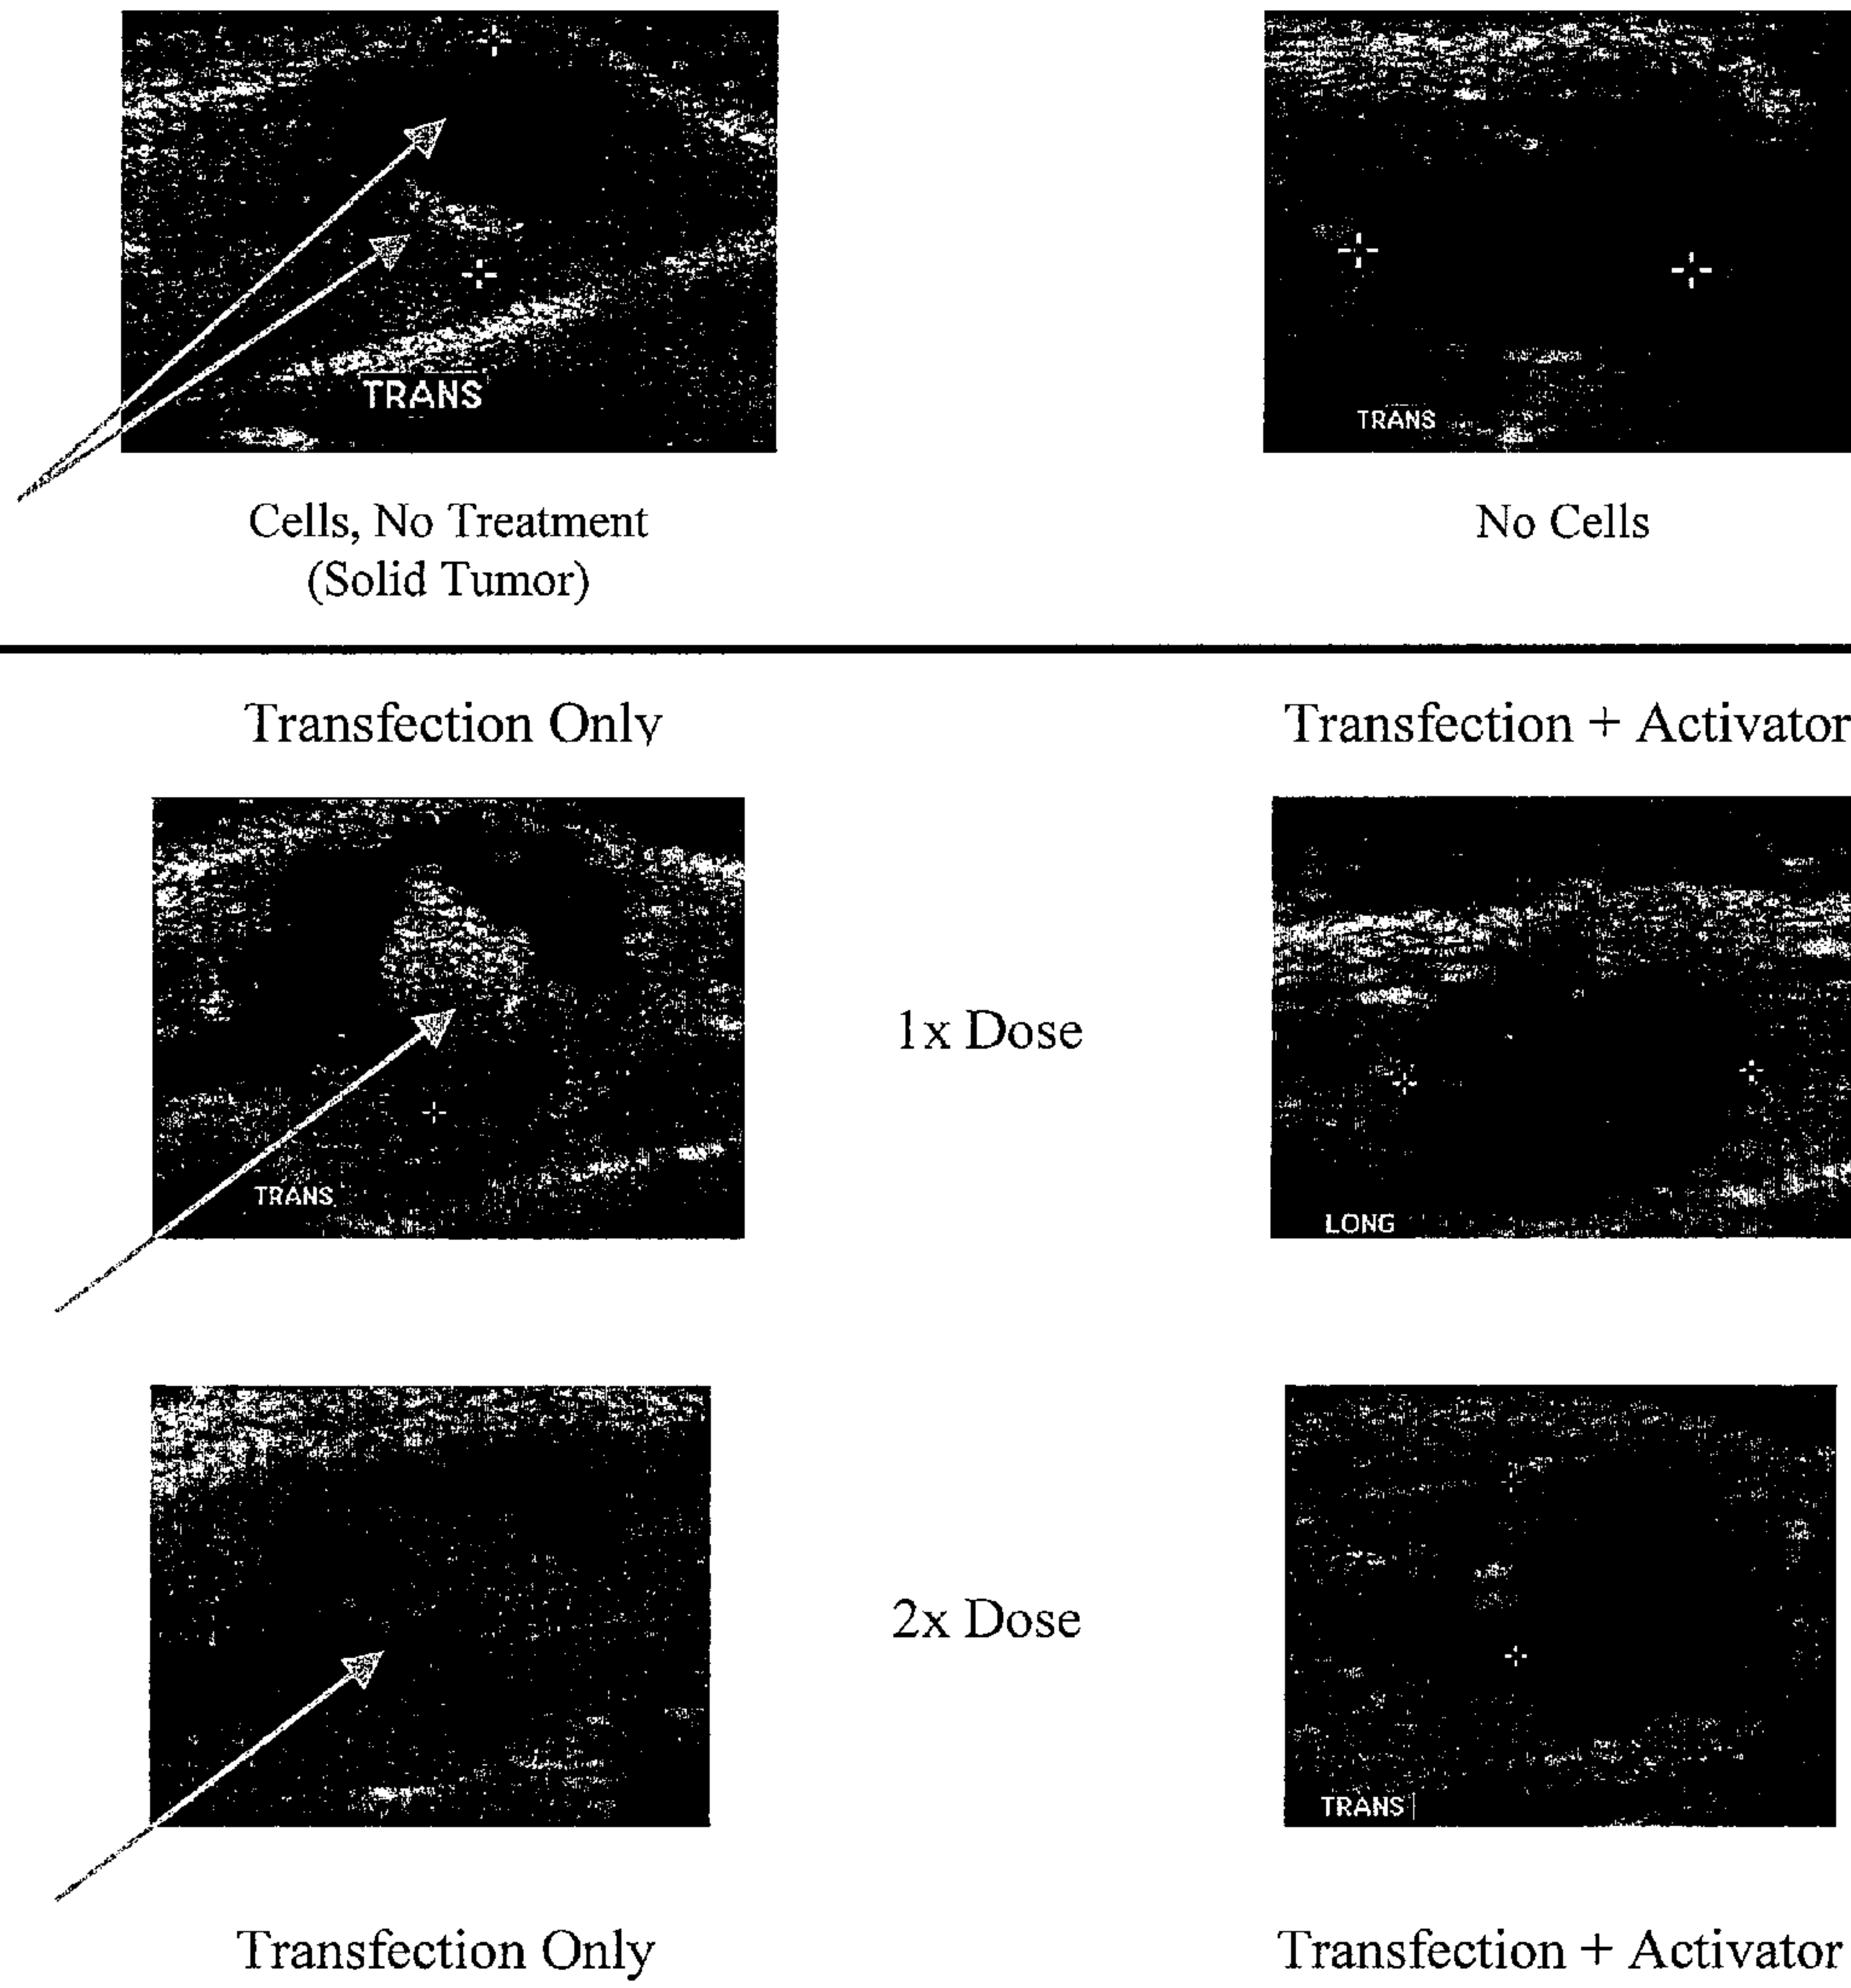 TRANS
TRANS
Cells, No Treatment
(Solid Tumor)
No Cells
Transfection Only
Transfection + Activator
1x Dose
TRANS
LONG
2x Dose
TRANS
Transfection Only
Transfection + Activator